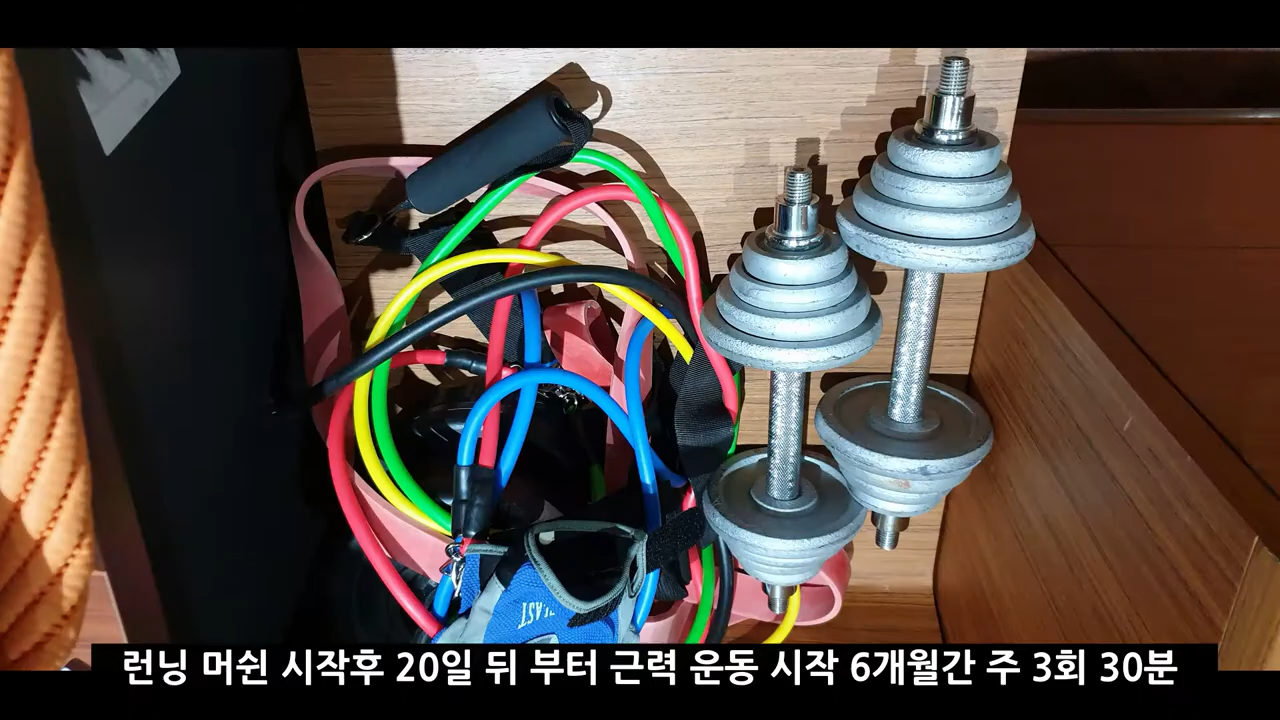 런닝 머쉰 시작후 20일 뒤 부터 근력 운동 시작 6개월간 주 3회 30분